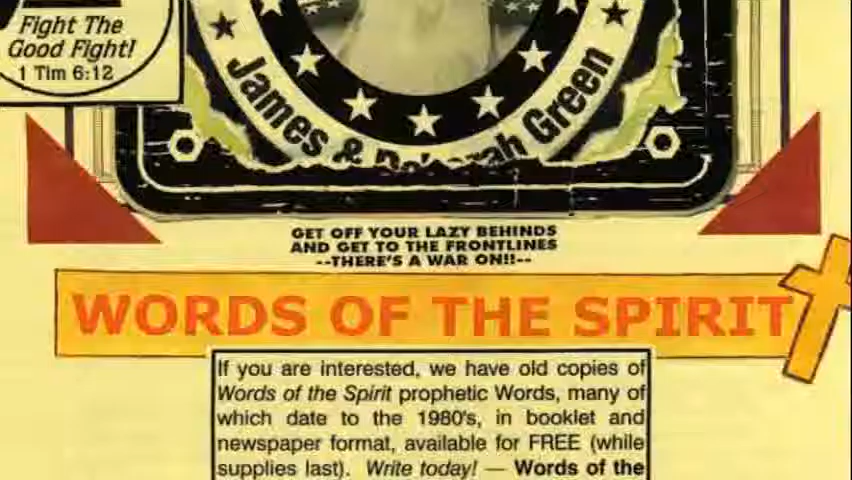 Fight The
Good Fight!
1 Tim 6:12
James & Deborah Green
GET OFF YOUR LAZY BEHINDS
AND GET TO THE FRONTLINES
--THERE'S A WAR ON!!--
WORDS OF THE SPIRIT
If you are interested, we have old copies of
Words of the Spirit prophetic Words, many of
which date to the 1980's, in booklet and
newspaper format, available for FREE (while
supplies last). Write today! — Words of the